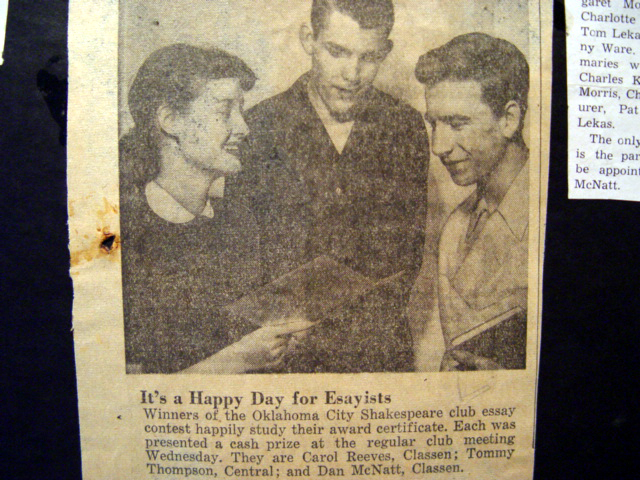 It's a Happy Day for Esayists
Winners of the Oklahoma City Shakespeare club essay
contest happily study their award certificate. Each was
presented a cash prize at the regular club meeting
Wednesday. They are Carol Reeves, Classen; Tommy
Thompson, Central; and Dan McNatt, Classen.
garet Mo
Charlotte
Tom Leka
ny Ware.
maries w
Charles K
Morris, Ch
urer, Pat
Lekas.
The only
is the par
be appoint
McNatt.